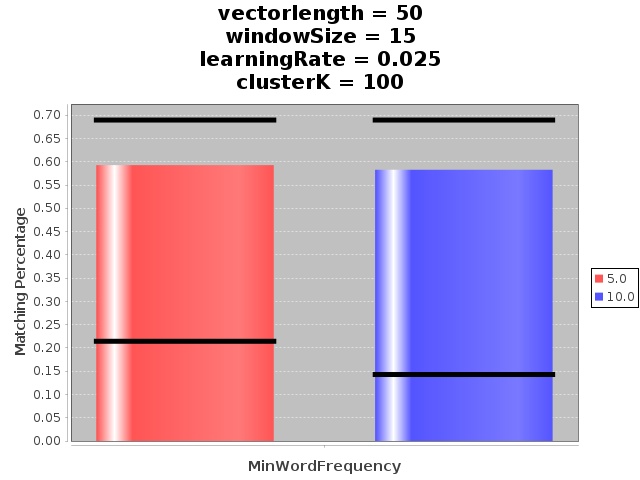 vectorlength = 50
windowSize = 15
learningRate = 0.025
clusterK = 100
Matching Percentage
0.70
0.65
0.60
0.55
0.50
0.45
0.40
0.35
0.30
0.25
0.20
0.15
0.10
0.05
0.00
5.0
10.0
MinWordFrequency